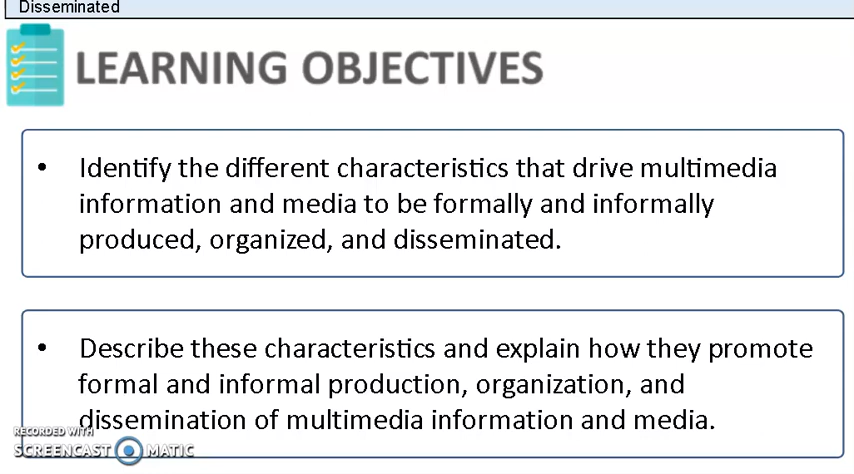 Disseminated
LEARNING OBJECTIVES
• Identify the different characteristics that drive multimedia
information and media to be formally and informally
produced, organized, and disseminated.
• Describe these characteristics and explain how they promote
formal and informal production, organization, and
dissemination of multimedia information and media.
RECORDED WITH
SCREENCAST MATIC